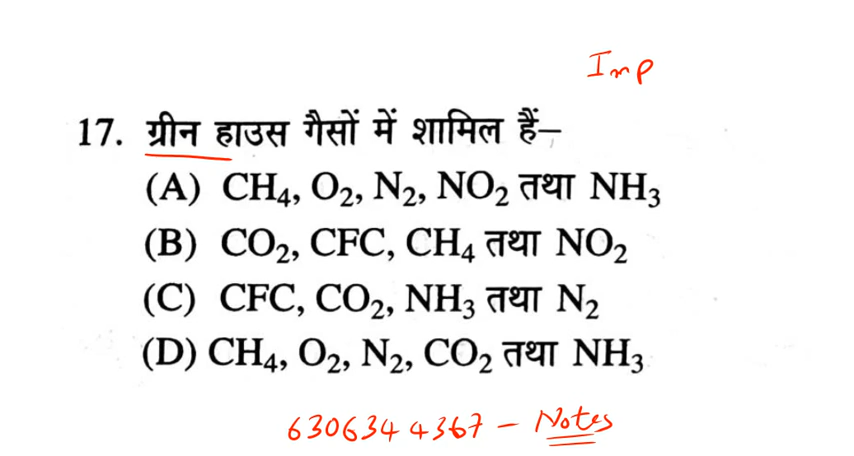 Imp
17. ग्रीन हाउस गैसों में शामिल हैं–
(A) CH₄, O₂, N₂, NO₂ तथा NH₃
(B) CO₂, CFC, CH₄ तथा NO₂
(C) CFC, CO₂, NH₃ तथा N₂
(D) CH₄, O₂, N₂, CO₂ तथा NH₃
6306344367 – Notes